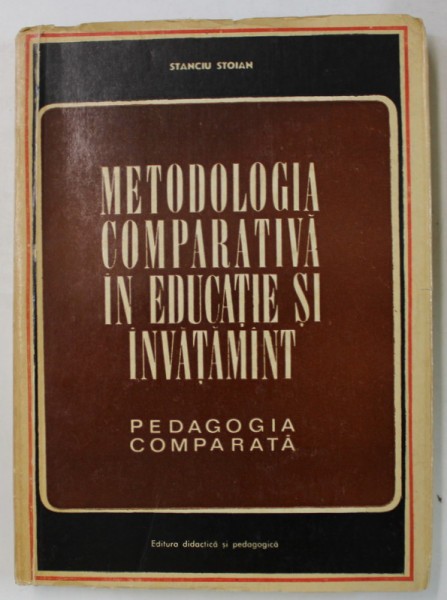 STANCIU STOIAN
METODOLOGIA
COMPARATIVĂ
ÎN EDUCAȚIE ȘI
ÎNVĂȚĂMÎNT
PEDAGOGIA
COMPARATĂ
Editura didactică și pedagogică